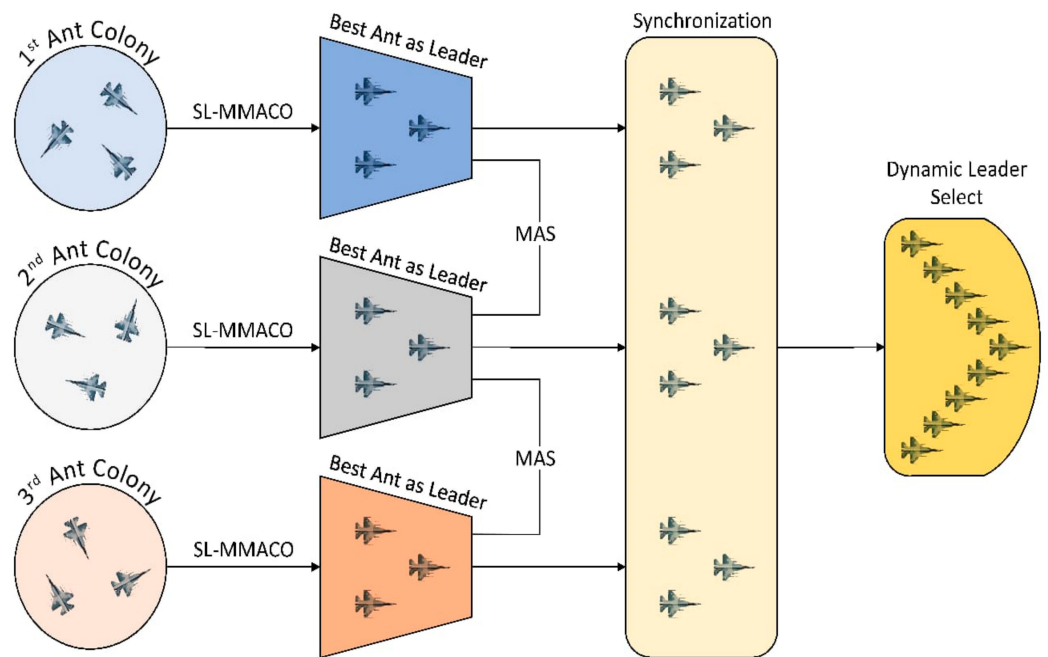 1st Ant Colony
SL-MMACO
Best Ant as Leader
Synchronization
MAS
Dynamic Leader
Select
2nd Ant Colony
SL-MMACO
Best Ant as Leader
MAS
3rd Ant Colony
SL-MMACO
Best Ant as Leader